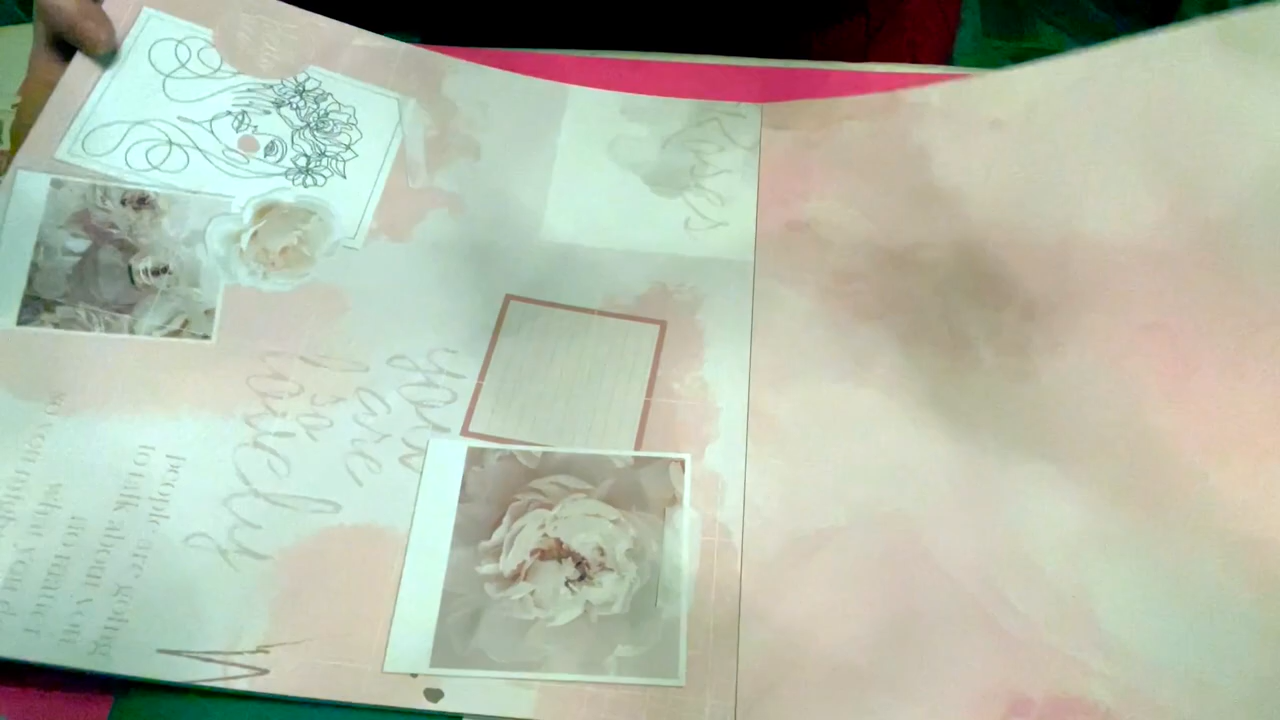 Roses
you
are
so
lovely
people are going
to talk about you
no matter
what you d
so you might